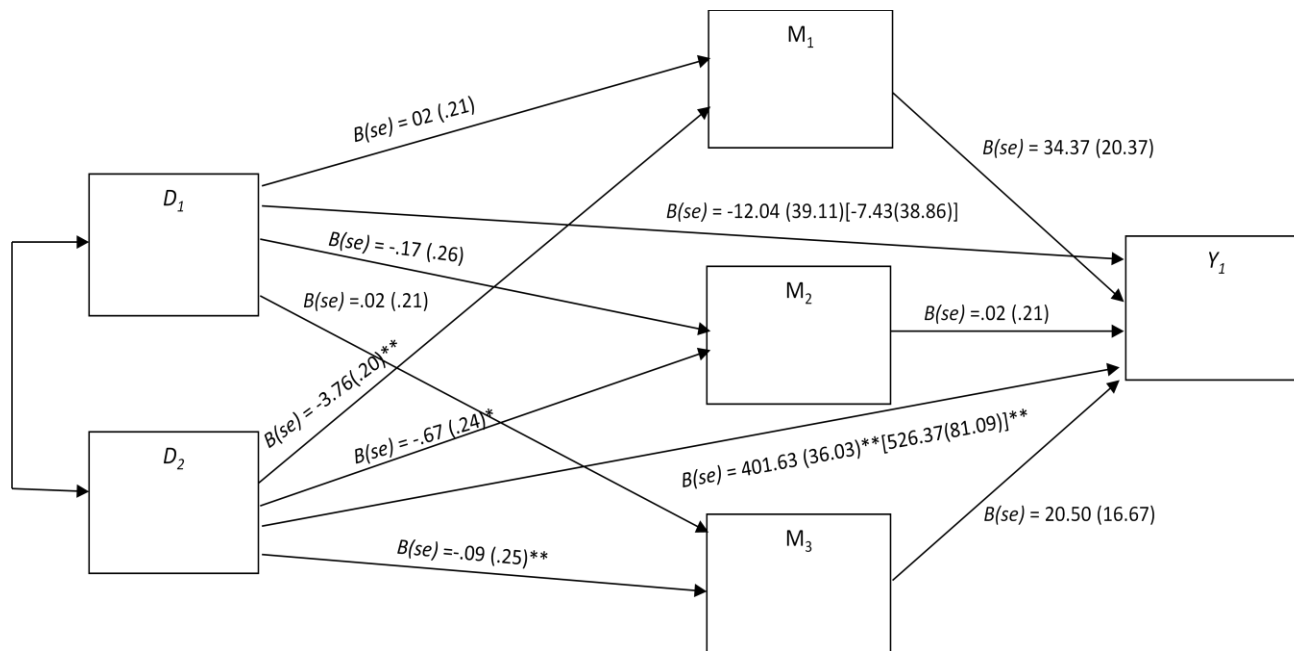 M₁
B(se) = 02 (.21)
B(se) = 34.37 (20.37)
D₁
B(se) = -12.04 (39.11)[-7.43(38.86)]
B(se) = -.17 (.26)
Y₁
M₂
B(se) =.02 (.21)
B(se) =.02 (.21)
B(se) = -3.76(.20)**
B(se) = -.67 (.24)*
D₂
B(se) = 401.63 (36.03)**[526.37(81.09)]**
B(se) = 20.50 (16.67)
M₃
B(se) =-.09 (.25)**